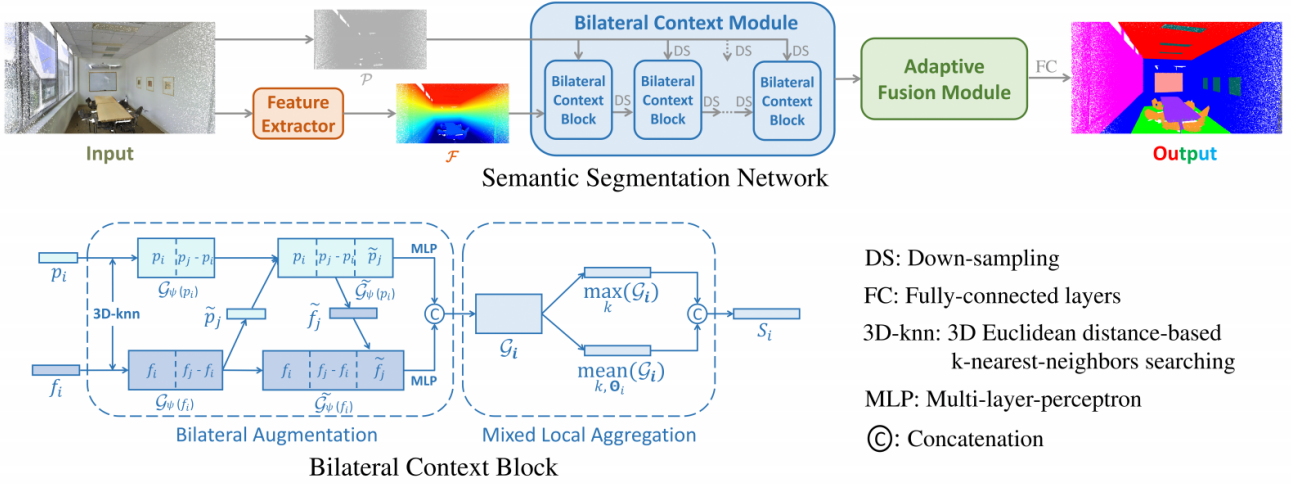 Input
𝒫
Feature
Extractor
ℱ
Bilateral Context Module
DS
DS
DS
Bilateral
Context
Block
DS
Bilateral
Context
Block
DS
DS
Bilateral
Context
Block
Adaptive
Fusion Module
FC
Output
Semantic Segmentation Network
p_i
3D-knn
f_i
p_i p_j - p_i
𝒢_ψ(p_i)
p̃_j
f_i f_j - f_i
𝒢_ψ(f_i)
p_i p_j - p_i p̃_j
𝒢̃_ψ(p_i)
f̃_j
f_i f_j - f_i f̃_j
𝒢̃_ψ(f_i)
MLP
C
MLP
Bilateral Augmentation
𝒢_i
max_k(𝒢_i)
mean_{k,Θ_i}(𝒢_i)
C
S_i
Mixed Local Aggregation
Bilateral Context Block
DS: Down-sampling
FC: Fully-connected layers
3D-knn: 3D Euclidean distance-based
k-nearest-neighbors searching
MLP: Multi-layer-perceptron
Ⓒ: Concatenation